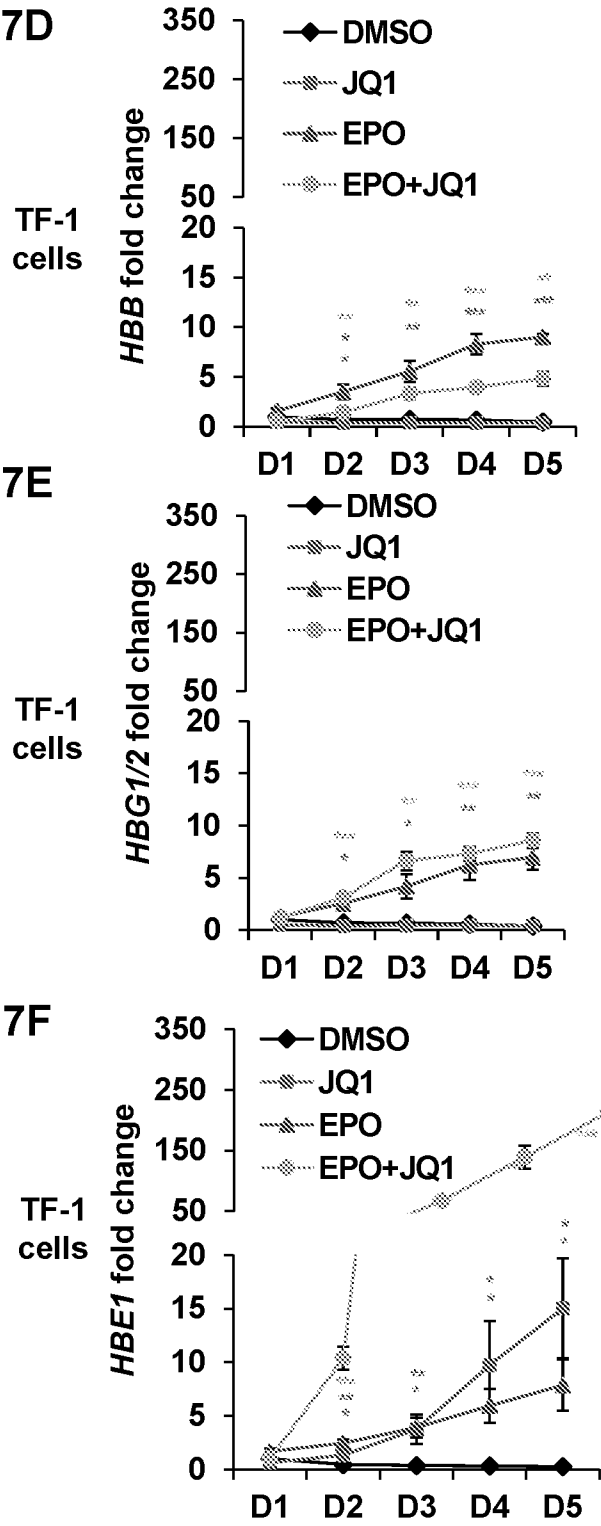 7D
350
250
150
50
20
15
10
5
0
HBB fold change
TF-1
cells
DMSO
JQ1
EPO
EPO+JQ1
D1 D2 D3 D4 D5
7E
350
250
150
50
20
15
10
5
0
HBG1/2 fold change
TF-1
cells
DMSO
JQ1
EPO
EPO+JQ1
D1 D2 D3 D4 D5
7F
350
250
150
50
20
15
10
5
0
HBE1 fold change
TF-1
cells
DMSO
JQ1
EPO
EPO+JQ1
D1 D2 D3 D4 D5